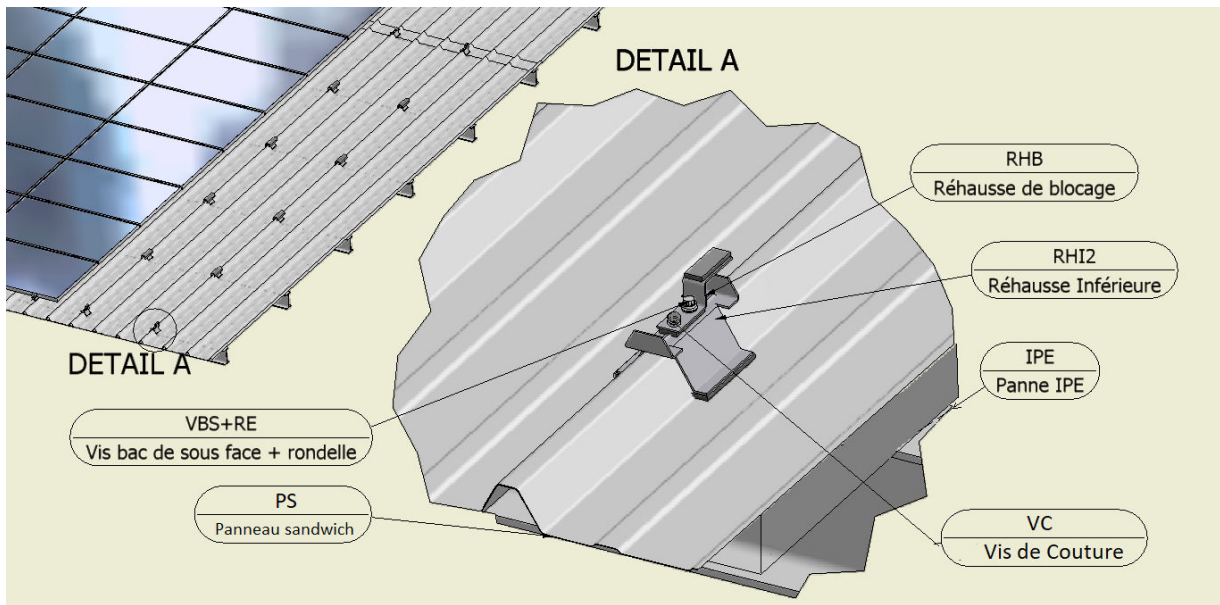 DETAIL A
RHB
Réhausse de blocage
RHI2
Réhausse Inférieure
IPE
Panne IPE
DETAIL A
VBS+RE
Vis bac de sous face + rondelle
PS
Panneau sandwich
VC
Vis de Couture